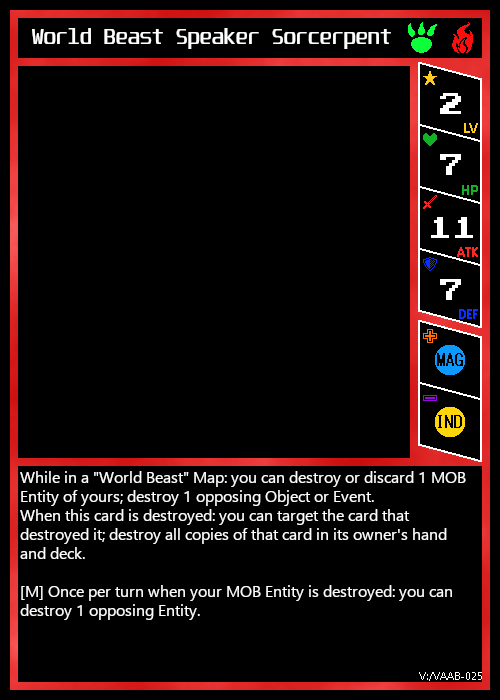 World Beast Speaker Sorcerpent
2
LV
7
HP
11
ATK
7
DEF
MAG
IND
While in a "World Beast" Map: you can destroy or discard 1 MOB
Entity of yours; destroy 1 opposing Object or Event.
When this card is destroyed: you can target the card that
destroyed it; destroy all copies of that card in its owner's hand
and deck.
[M] Once per turn when your MOB Entity is destroyed: you can
destroy 1 opposing Entity.
V:/VAAB-025